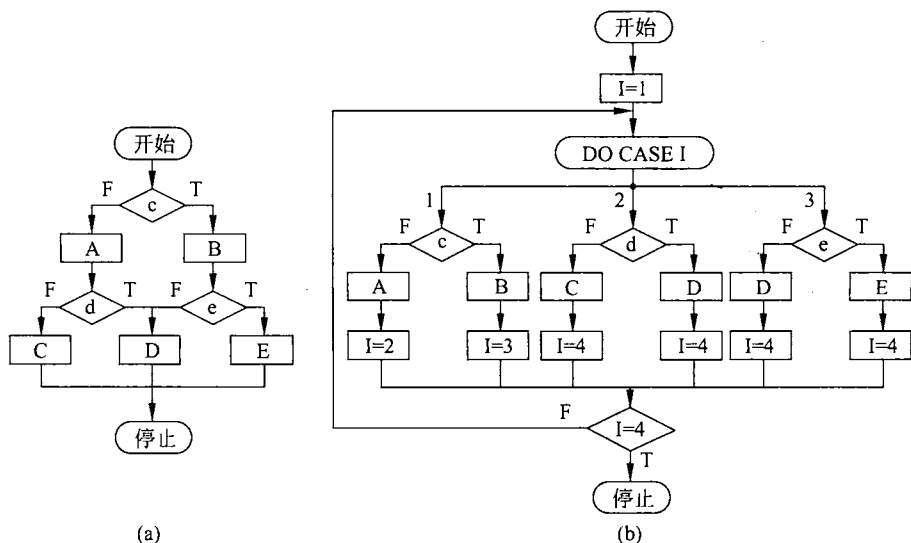 开始
F T
c
A B
F T F T
d e
C D E
停止
(a)
开始
I=1
DO CASE I
1 2 3
F T F T F T
c d e
A B C D D E
I=2 I=3 I=4 I=4 I=4 I=4
F
I=4
T
停止
(b)